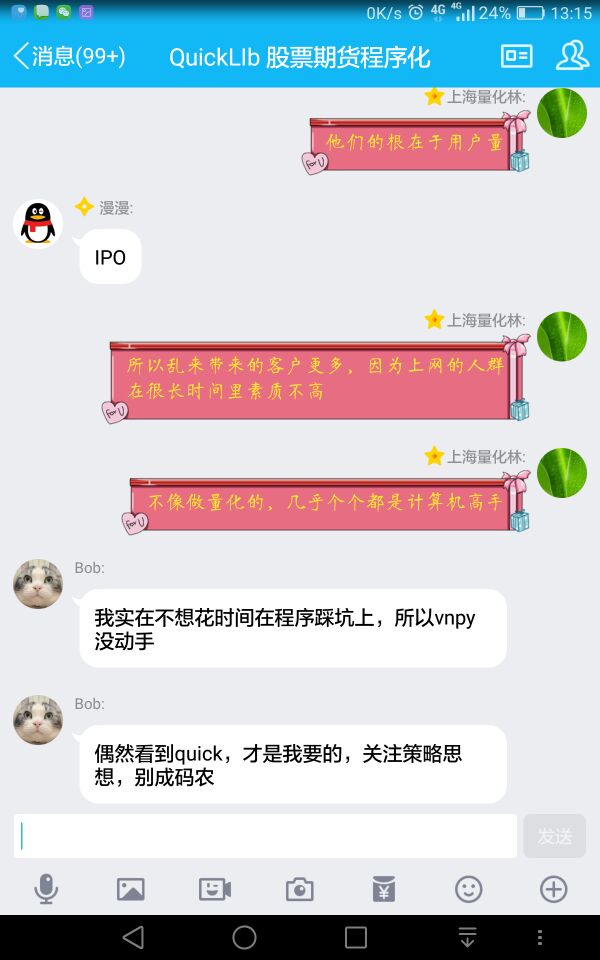 0K/s 4G 4G 24% 13:15
消息(99+) QuickLIb 股票期货程序化
上海量化林:
他们的根在于用户量
for U
漫漫:
IPO
上海量化林:
所以乱来带来的客户更多，因为上网的人群
在很长时间里素质不高
for U
上海量化林:
不像做量化的，几乎个个都是计算机高手
for U
Bob:
我实在不想花时间在程序踩坑上，所以vnpy
没动手
Bob:
偶然看到quick，才是我要的，关注策略思
想，别成码农
发送